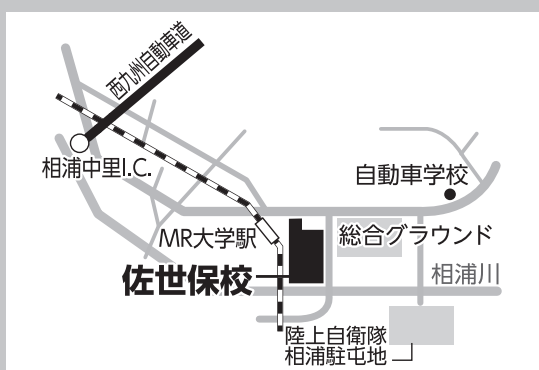 西九州自動車道
相浦中里I.C.
自動車学校
MR大学駅
総合グラウンド
佐世保校
相浦川
陸上自衛隊
相浦駐屯地